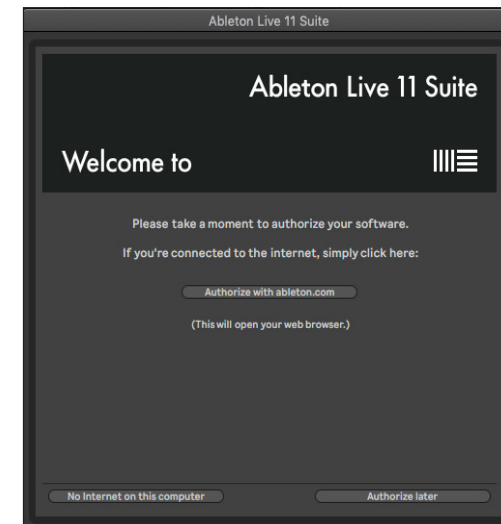 Ableton Live 11 Suite
Ableton Live 11 Suite
Welcome to
Please take a moment to authorize your software.
If you're connected to the internet, simply click here:
Authorize with ableton.com
(This will open your web browser.)
No Internet on this computer
Authorize later